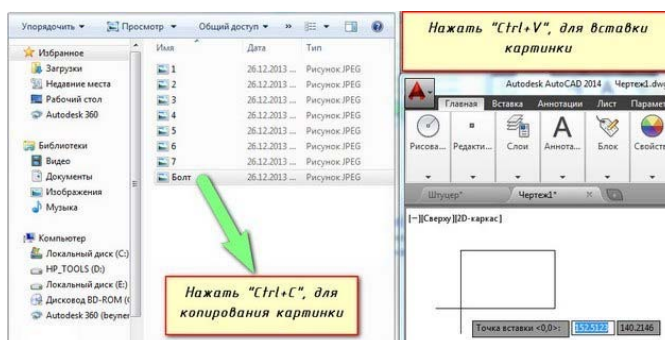 Упорядочить
Просмотр
Общий доступ
»
Избранное
Загрузки
Недавние места
Рабочий стол
Autodesk 360
Библиотеки
Видео
Документы
Изображения
Музыка
Компьютер
Локальный диск (C:)
HP_TOOLS (D:)
Локальный диск (E:)
Дисковод BD-ROM (
Autodesk 360 (beyner
Имя Дата Тип
1 26.12.2013 ... Рисунок JPEG
2 26.12.2013 ... Рисунок JPEG
3 26.12.2013 ... Рисунок JPEG
4 26.12.2013 ... Рисунок JPEG
5 26.12.2013 ... Рисунок JPEG
6 26.12.2013 ... Рисунок JPEG
7 26.12.2013 ... Рисунок JPEG
Болт 26.12.2013 ... Рисунок JPEG
Нажать "Ctrl+C", для
копирования картинки
Нажать "Ctrl+V", для вставки
картинки
Autodesk AutoCAD 2014 Чертеж1.dwg
Главная Вставка Аннотации Лист Парамет
Рисова... Редакти... Слои Аннота... Блок Свойств
Штуцер* Чертеж1*
[−][Сверху][2D-каркас]
Точка вставки <0,0>: 152.5123 140.2146